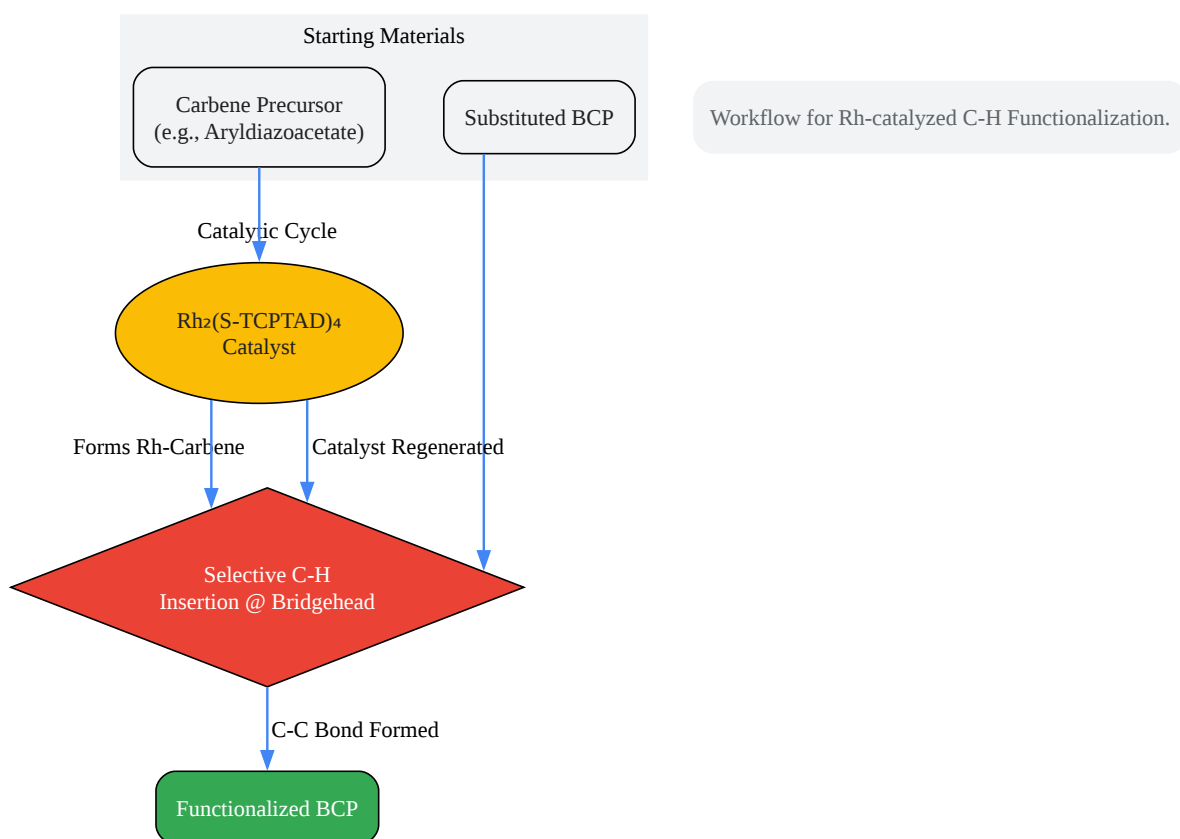 Starting Materials
Carbene Precursor
(e.g., Aryldiazoacetate)
Substituted BCP
Workflow for Rh-catalyzed C-H Functionalization.
Catalytic Cycle
Rh₂(S-TCPTAD)₄
Catalyst
Forms Rh-Carbene
Catalyst Regenerated
Selective C-H
Insertion @ Bridgehead
C-C Bond Formed
Functionalized BCP